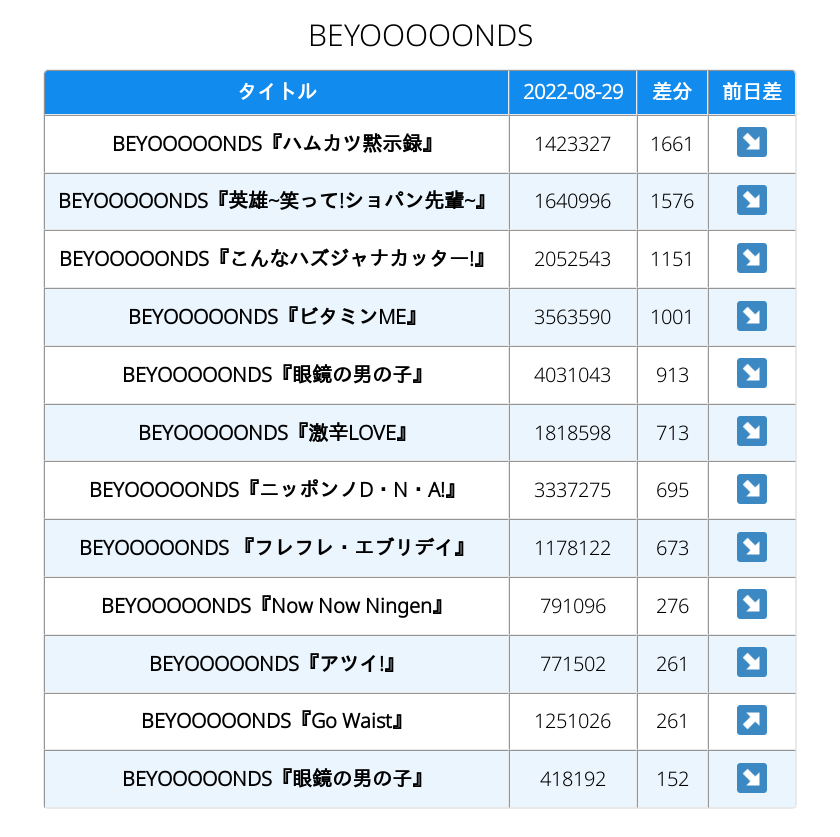 BEYOOOOONDS
タイトル 2022-08-29 差分 前日差
BEYOOOOONDS『ハムカツ黙示録』 1423327 1661 ↘
BEYOOOOONDS『英雄~笑って!ショパン先輩~』 1640996 1576 ↘
BEYOOOOONDS『こんなハズジャナカッター!』 2052543 1151 ↘
BEYOOOOONDS『ビタミンME』 3563590 1001 ↘
BEYOOOOONDS『眼鏡の男の子』 4031043 913 ↘
BEYOOOOONDS『激辛LOVE』 1818598 713 ↘
BEYOOOOONDS『ニッポンノD・N・A!』 3337275 695 ↘
BEYOOOOONDS 『フレフレ・エブリデイ』 1178122 673 ↘
BEYOOOOONDS『Now Now Ningen』 791096 276 ↘
BEYOOOOONDS『アツイ!』 771502 261 ↘
BEYOOOOONDS『Go Waist』 1251026 261 ↗
BEYOOOOONDS『眼鏡の男の子』 418192 152 ↘